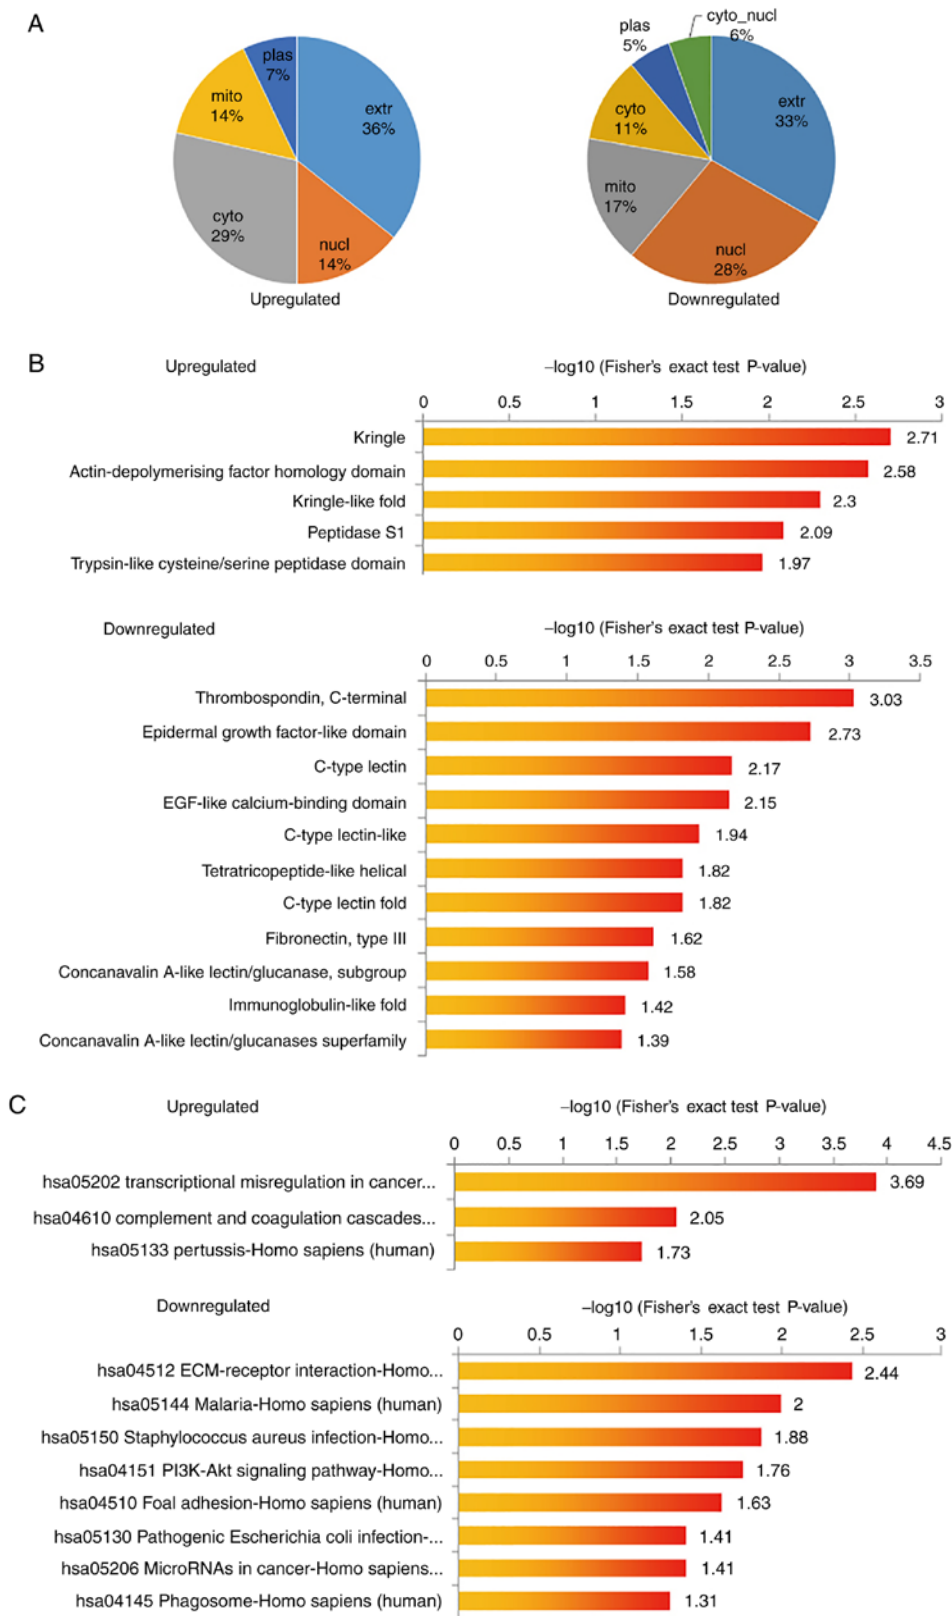 A
plas
7%
extr
36%
mito
14%
cyto
29%
nucl
14%
Upregulated
plas
5%
cyto_nucl
6%
extr
33%
cyto
11%
mito
17%
nucl
28%
Downregulated
B
Upregulated
–log10 (Fisher's exact test P-value)
0 0.5 1 1.5 2 2.5 3
Kringle 2.71
Actin-depolymerising factor homology domain 2.58
Kringle-like fold 2.3
Peptidase S1 2.09
Trypsin-like cysteine/serine peptidase domain 1.97
Downregulated
–log10 (Fisher's exact test P-value)
0 0.5 1 1.5 2 2.5 3 3.5
Thrombospondin, C-terminal 3.03
Epidermal growth factor-like domain 2.73
C-type lectin 2.17
EGF-like calcium-binding domain 2.15
C-type lectin-like 1.94
Tetratricopeptide-like helical 1.82
C-type lectin fold 1.82
Fibronectin, type III 1.62
Concanavalin A-like lectin/glucanase, subgroup 1.58
Immunoglobulin-like fold 1.42
Concanavalin A-like lectin/glucanases superfamily 1.39
C
Upregulated
–log10 (Fisher's exact test P-value)
0 0.5 1 1.5 2 2.5 3 3.5 4 4.5
hsa05202 transcriptional misregulation in cancer... 3.69
hsa04610 complement and coagulation cascades... 2.05
hsa05133 pertussis-Homo sapiens (human) 1.73
Downregulated
–log10 (Fisher's exact test P-value)
0 0.5 1 1.5 2 2.5 3
hsa04512 ECM-receptor interaction-Homo... 2.44
hsa05144 Malaria-Homo sapiens (human) 2
hsa05150 Staphylococcus aureus infection-Homo... 1.88
hsa04151 PI3K-Akt signaling pathway-Homo... 1.76
hsa04510 Foal adhesion-Homo sapiens (human) 1.63
hsa05130 Pathogenic Escherichia coli infection-... 1.41
hsa05206 MicroRNAs in cancer-Homo sapiens... 1.41
hsa04145 Phagosome-Homo sapiens (human) 1.31